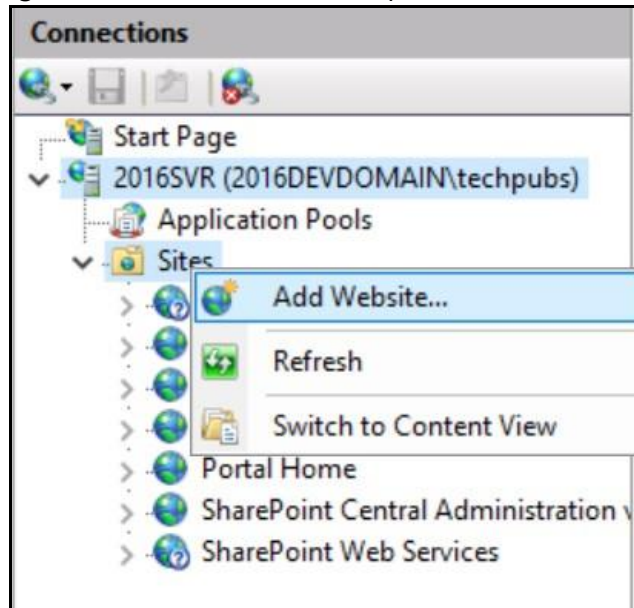 Connections
Start Page
2016SVR (2016DEVDOMAIN\techpubs)
Application Pools
Sites
Add Website...
Refresh
Switch to Content View
Portal Home
SharePoint Central Administration
SharePoint Web Services